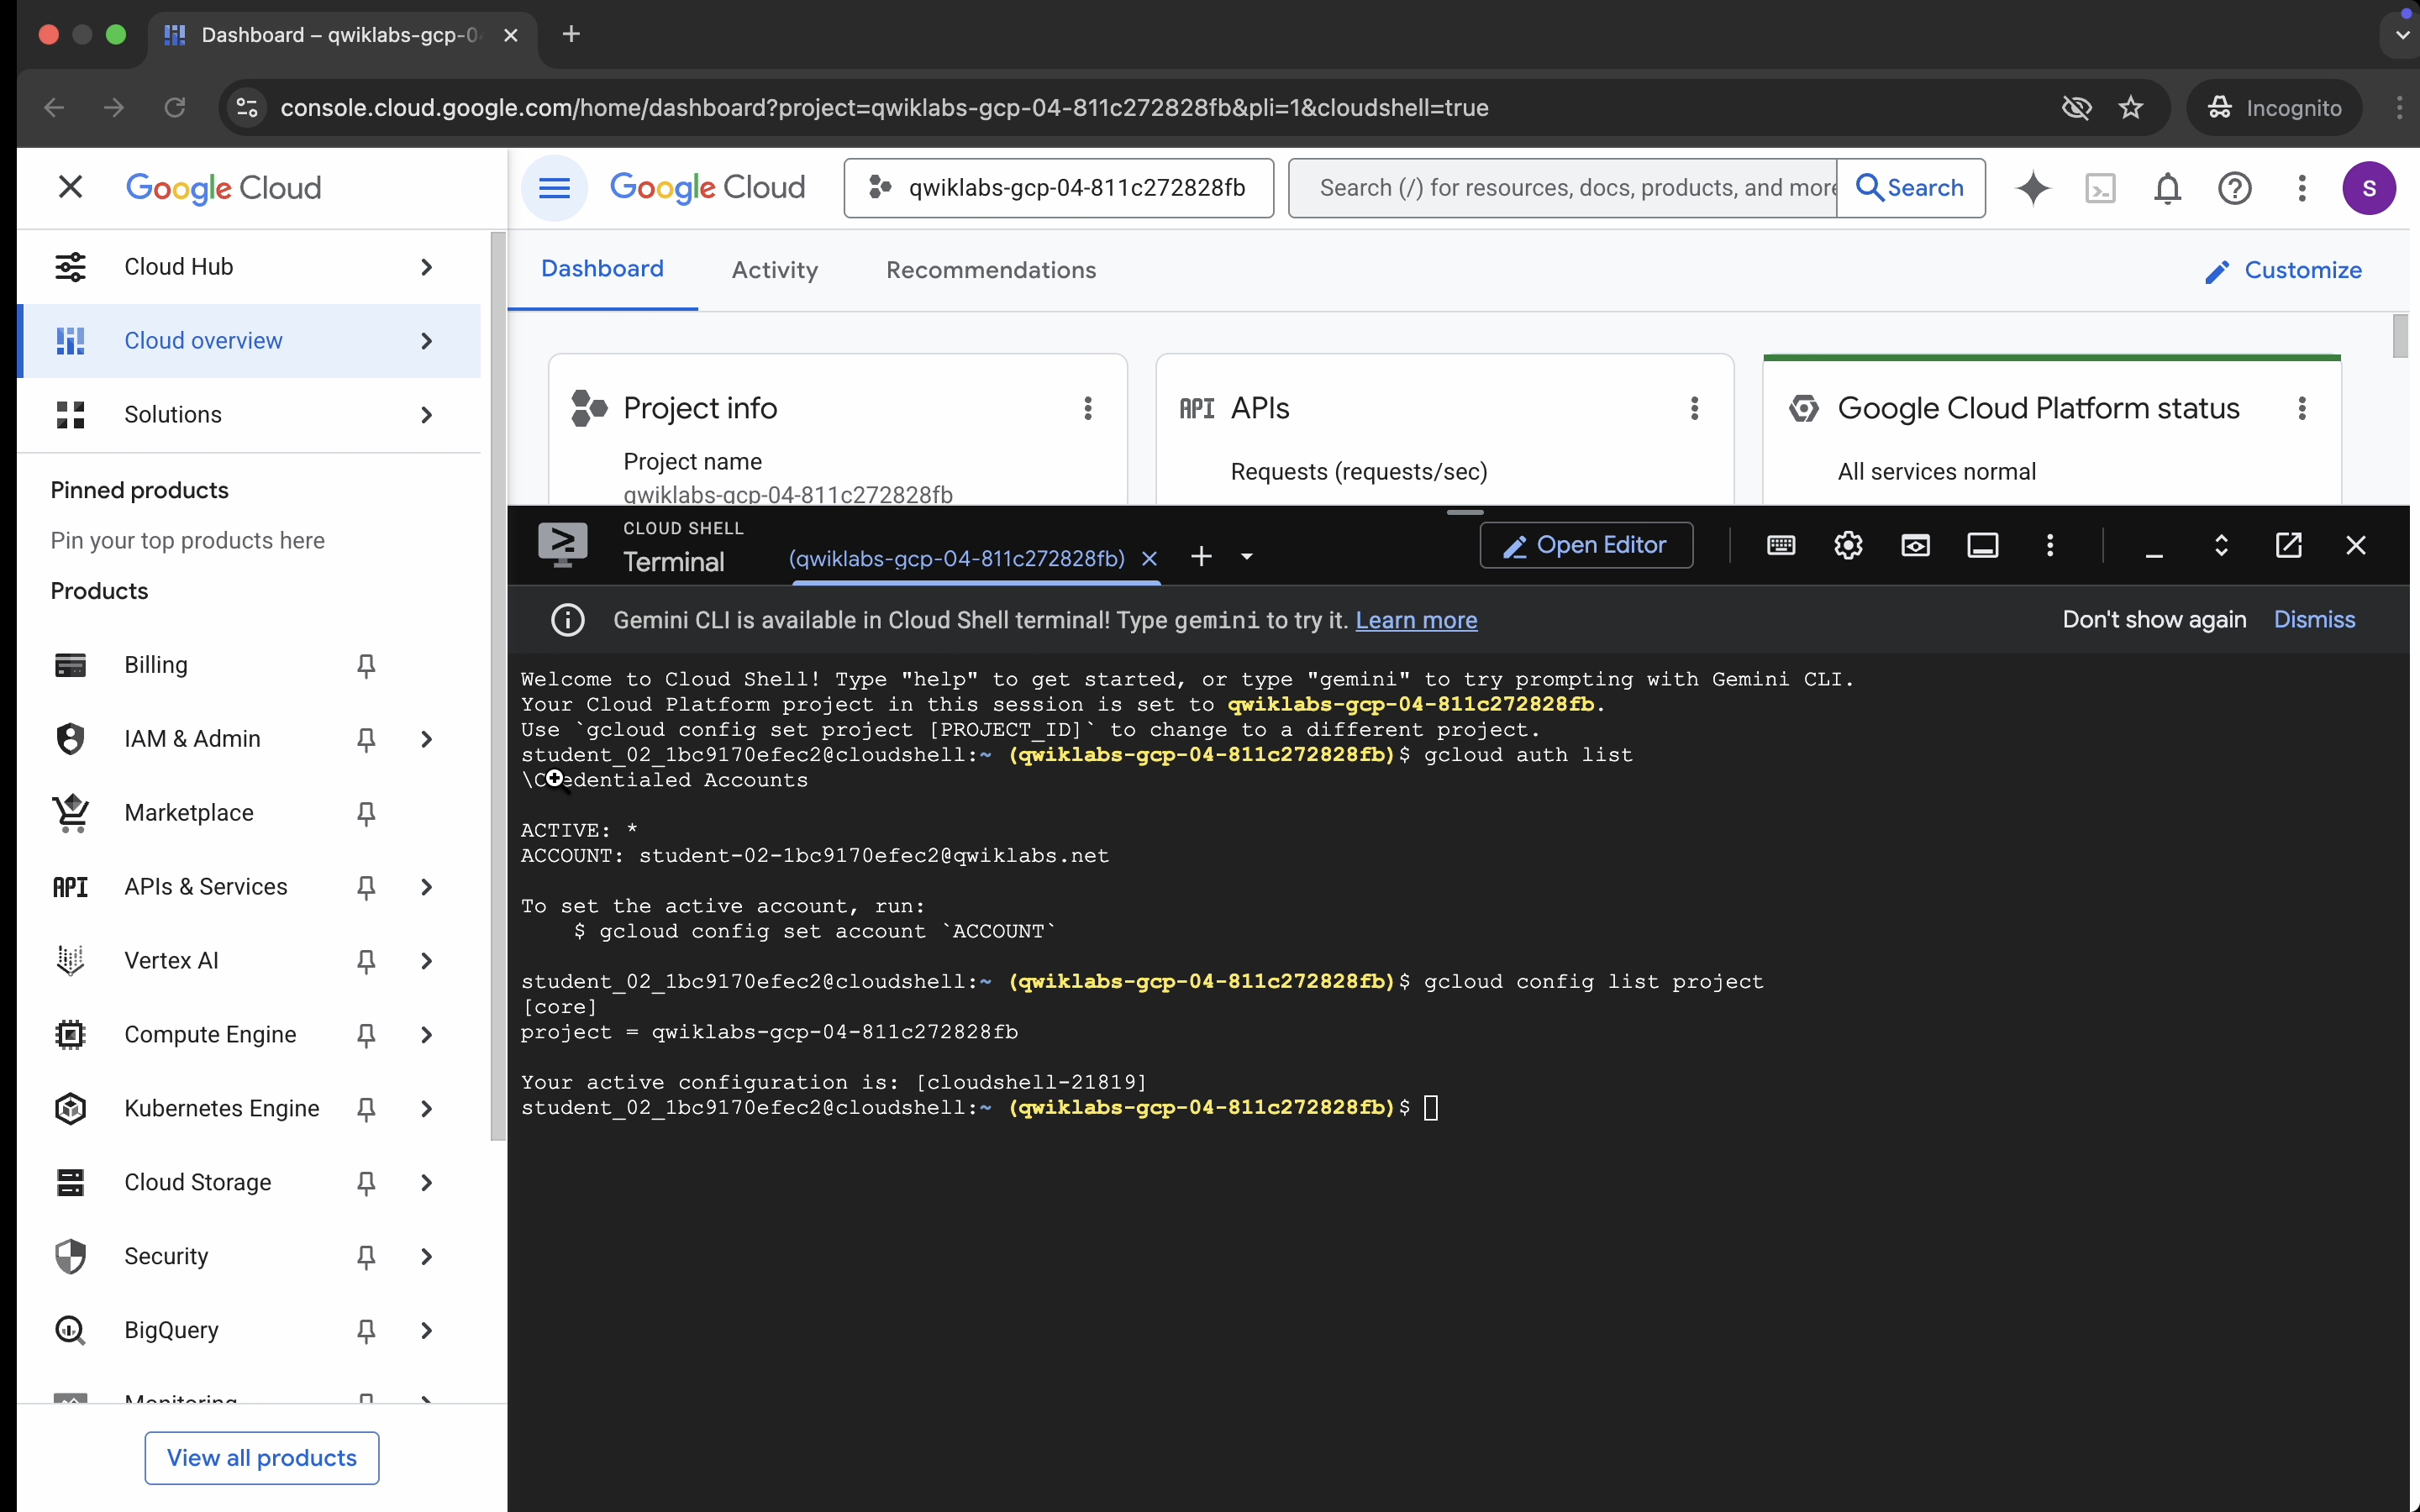 Dashboard – qwiklabs-gcp-0
console.cloud.google.com/home/dashboard?project=qwiklabs-gcp-04-811c272828fb&pli=1&cloudshell=true
Incognito
Google Cloud
Cloud Hub
Cloud overview
Solutions
Pinned products
Pin your top products here
Products
Billing
IAM & Admin
Marketplace
API APIs & Services
Vertex AI
Compute Engine
Kubernetes Engine
Cloud Storage
Security
BigQuery
Monitoring
View all products
Google Cloud
qwiklabs-gcp-04-811c272828fb
Search (/) for resources, docs, products, and more
Search
S
Dashboard
Activity
Recommendations
Customize
Project info
Project name
qwiklabs-gcp-04-811c272828fb
API APIs
Requests (requests/sec)
Google Cloud Platform status
All services normal
CLOUD SHELL
Terminal
(qwiklabs-gcp-04-811c272828fb)
Open Editor
Gemini CLI is available in Cloud Shell terminal! Type gemini to try it. Learn more
Don't show again
Dismiss
Welcome to Cloud Shell! Type "help" to get started, or type "gemini" to try prompting with Gemini CLI.
Your Cloud Platform project in this session is set to qwiklabs-gcp-04-811c272828fb.
Use `gcloud config set project [PROJECT_ID]` to change to a different project.
student_02_1bc9170efec2@cloudshell:~ (qwiklabs-gcp-04-811c272828fb)$ gcloud auth list
\Credentialed Accounts
ACTIVE: *
ACCOUNT: student-02-1bc9170efec2@qwiklabs.net
To set the active account, run:
$ gcloud config set account `ACCOUNT`
student_02_1bc9170efec2@cloudshell:~ (qwiklabs-gcp-04-811c272828fb)$ gcloud config list project
[core]
project = qwiklabs-gcp-04-811c272828fb
Your active configuration is: [cloudshell-21819]
student_02_1bc9170efec2@cloudshell:~ (qwiklabs-gcp-04-811c272828fb)$